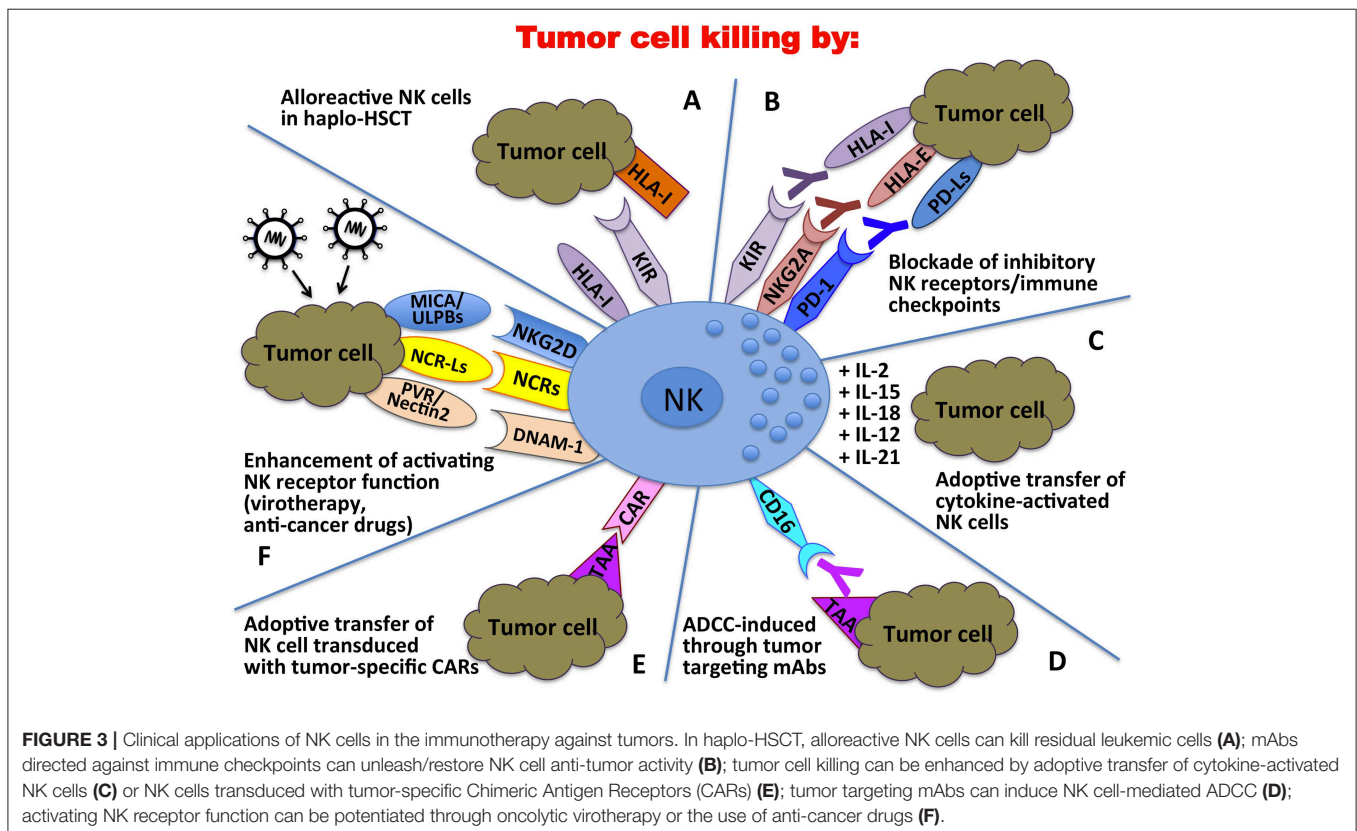 Tumor cell killing by:
Alloreactive NK cells
in haplo-HSCT
A
Tumor cell
HLA-I
KIR
HLA-I
B
Tumor cell
HLA-I
HLA-E
PD-Ls
KIR
NKG2A
PD-1
Blockade of inhibitory
NK receptors/immune
checkpoints
C
+ IL-2
+ IL-15
+ IL-18
+ IL-12
+ IL-21
Tumor cell
Adoptive transfer of
cytokine-activated
NK cells
NK
MICA/
ULPBs
NKG2D
Tumor cell
NCR-Ls
NCRs
PVR/
Nectin2
DNAM-1
Enhancement of activating
NK receptor function
(virotherapy,
anti-cancer drugs)
F
CAR
TAA
Tumor cell
Adoptive transfer of
NK cell transduced
with tumor-specific CARs
E
CD16
TAA
Tumor cell
ADCC-induced
through tumor
targeting mAbs
D
FIGURE 3 | Clinical applications of NK cells in the immunotherapy against tumors. In haplo-HSCT, alloreactive NK cells can kill residual leukemic cells (A); mAbs
directed against immune checkpoints can unleash/restore NK cell anti-tumor activity (B); tumor cell killing can be enhanced by adoptive transfer of cytokine-activated
NK cells (C) or NK cells transduced with tumor-specific Chimeric Antigen Receptors (CARs) (E); tumor targeting mAbs can induce NK cell-mediated ADCC (D);
activating NK receptor function can be potentiated through oncolytic virotherapy or the use of anti-cancer drugs (F).